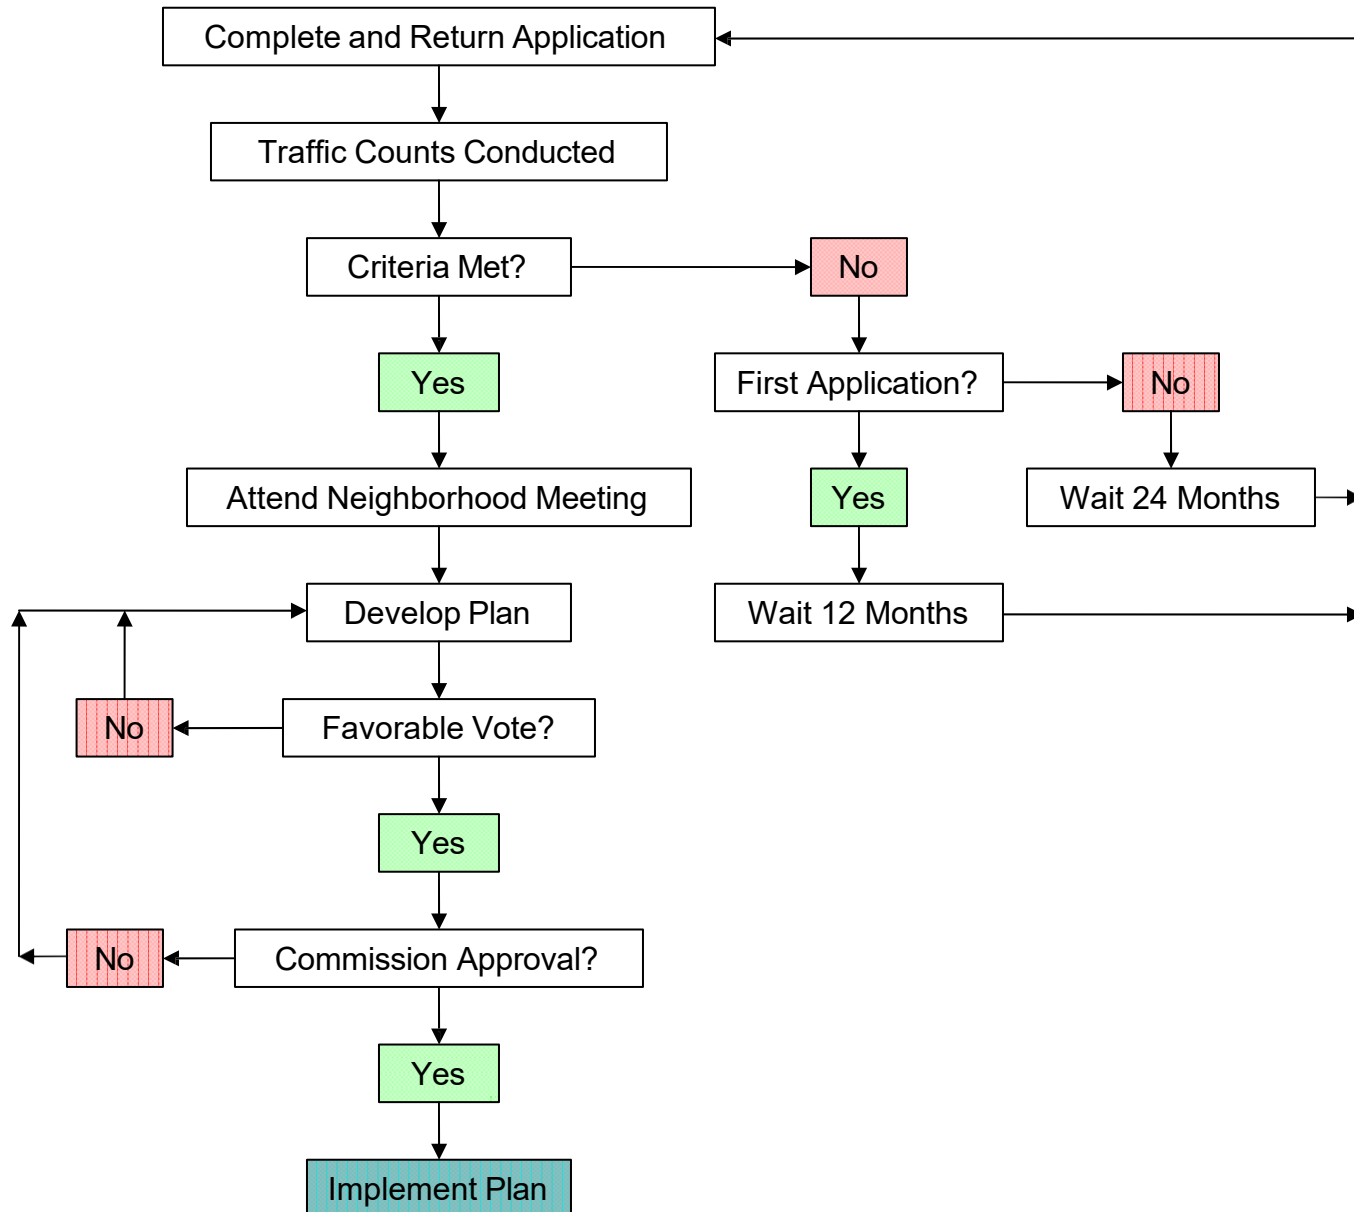 Complete and Return Application
Traffic Counts Conducted
Criteria Met?
No
Yes
First Application?
No
Attend Neighborhood Meeting
Yes
Wait 24 Months
Develop Plan
Wait 12 Months
No
Favorable Vote?
Yes
No
Commission Approval?
Yes
Implement Plan